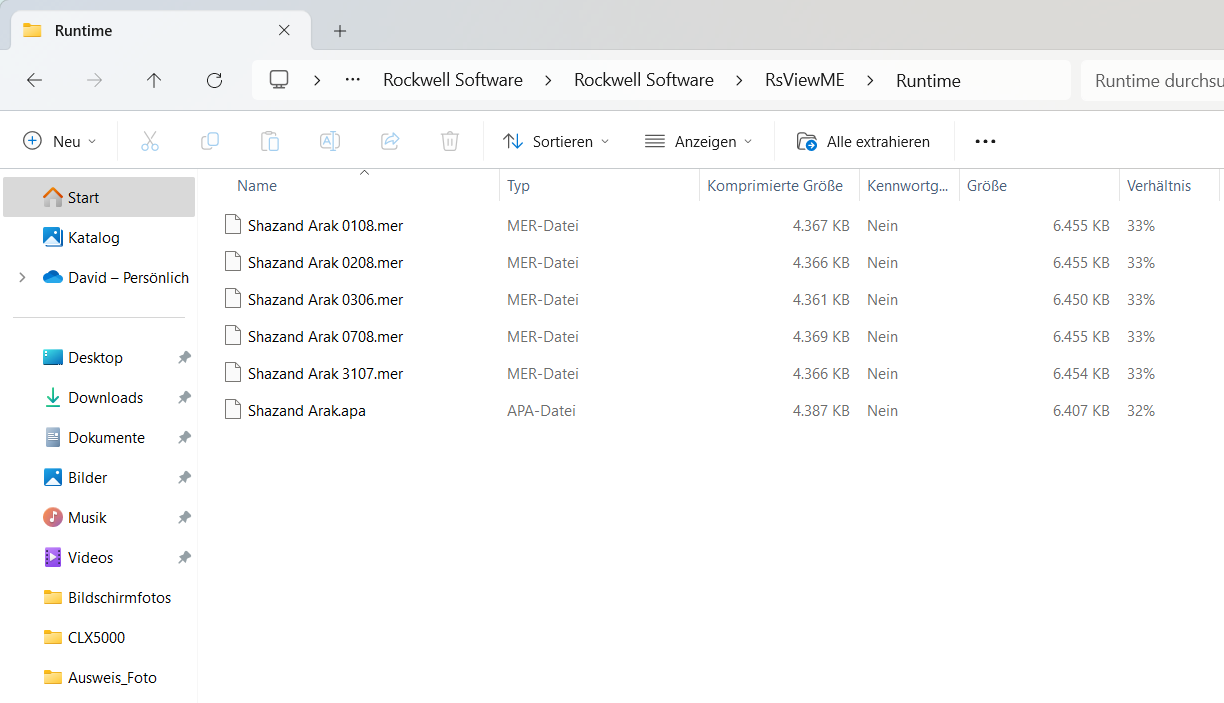 Runtime
Rockwell Software Rockwell Software RsViewME Runtime
Runtime durchsu
Neu Sortieren Anzeigen Alle extrahieren
Name Typ Komprimierte Größe Kennwortg... Größe Verhältnis
Start
Katalog
David – Persönlich
Desktop
Downloads
Dokumente
Bilder
Musik
Videos
Bildschirmfotos
CLX5000
Ausweis_Foto
Shazand Arak 0108.mer MER-Datei 4.367 KB Nein 6.455 KB 33%
Shazand Arak 0208.mer MER-Datei 4.366 KB Nein 6.455 KB 33%
Shazand Arak 0306.mer MER-Datei 4.361 KB Nein 6.450 KB 33%
Shazand Arak 0708.mer MER-Datei 4.369 KB Nein 6.455 KB 33%
Shazand Arak 3107.mer MER-Datei 4.366 KB Nein 6.454 KB 33%
Shazand Arak.apa APA-Datei 4.387 KB Nein 6.407 KB 32%